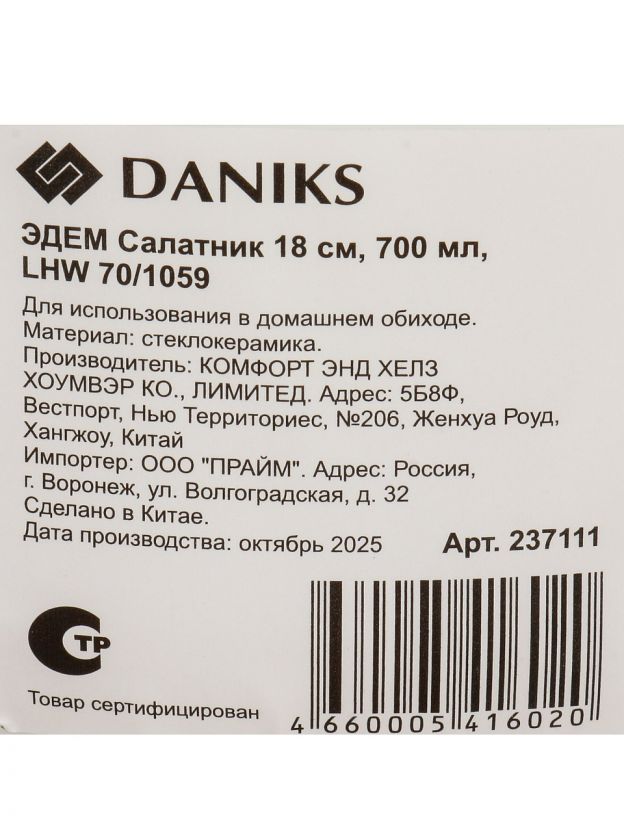 DANIKS
ЭДЕМ Салатник 18 см, 700 мл,
LHW 70/1059
Для использования в домашнем обиходе.
Материал: стеклокерамика.
Производитель: КОМФОРТ ЭНД ХЕЛЗ
ХОУМВЭР КО., ЛИМИТЕД. Адрес: 5Б8Ф,
Вестпорт, Нью Территориес, №206, Женхуа Роуд,
Хангжоу, Китай
Импортер: ООО "ПРАЙМ". Адрес: Россия,
г. Воронеж, ул. Волгоградская, д. 32
Сделано в Китае.
Дата производства: октябрь 2025
Арт. 237111
СТР
Товар сертифицирован
4 660005 416020